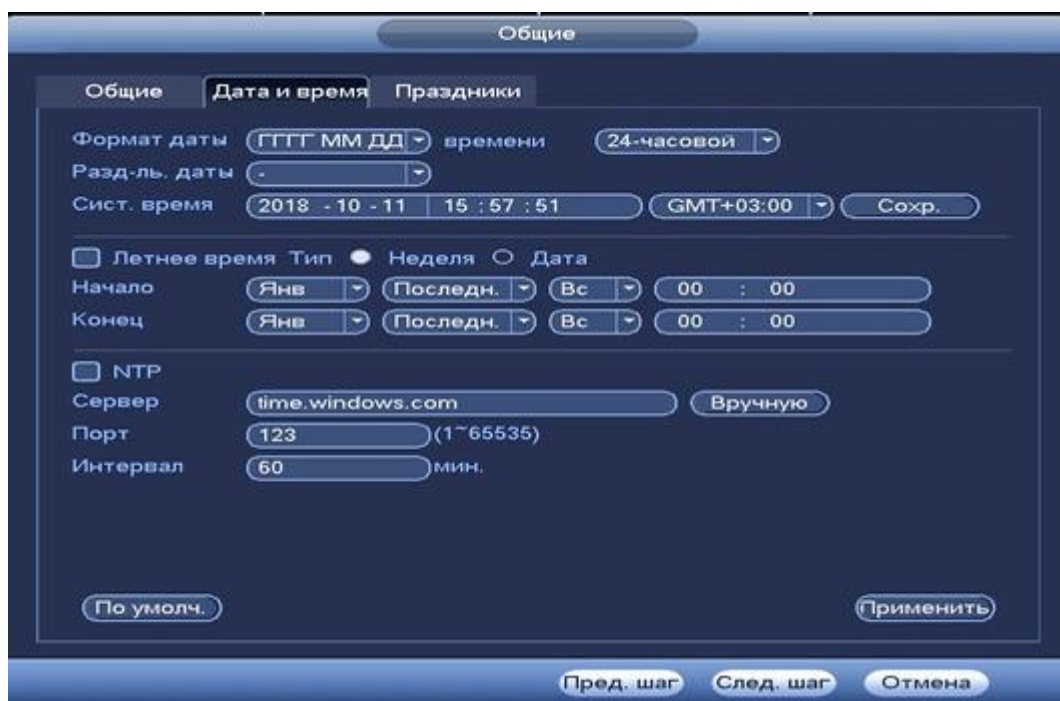 Общие
Общие Дата и время Праздники
Формат даты ГГГГ ММ ДД времени 24-часовой
Разд-ль. даты -
Сист. время 2018 - 10 - 11 15 : 57 : 51 GMT+03:00 Сохр.
Летнее время Тип Неделя Дата
Начало Янв Последн. Вс 00 : 00
Конец Янв Последн. Вс 00 : 00
NTP
Сервер time.windows.com Вручную
Порт 123 (1~65535)
Интервал 60 мин.
По умолч. Применить
Пред. шаг След. шаг Отмена